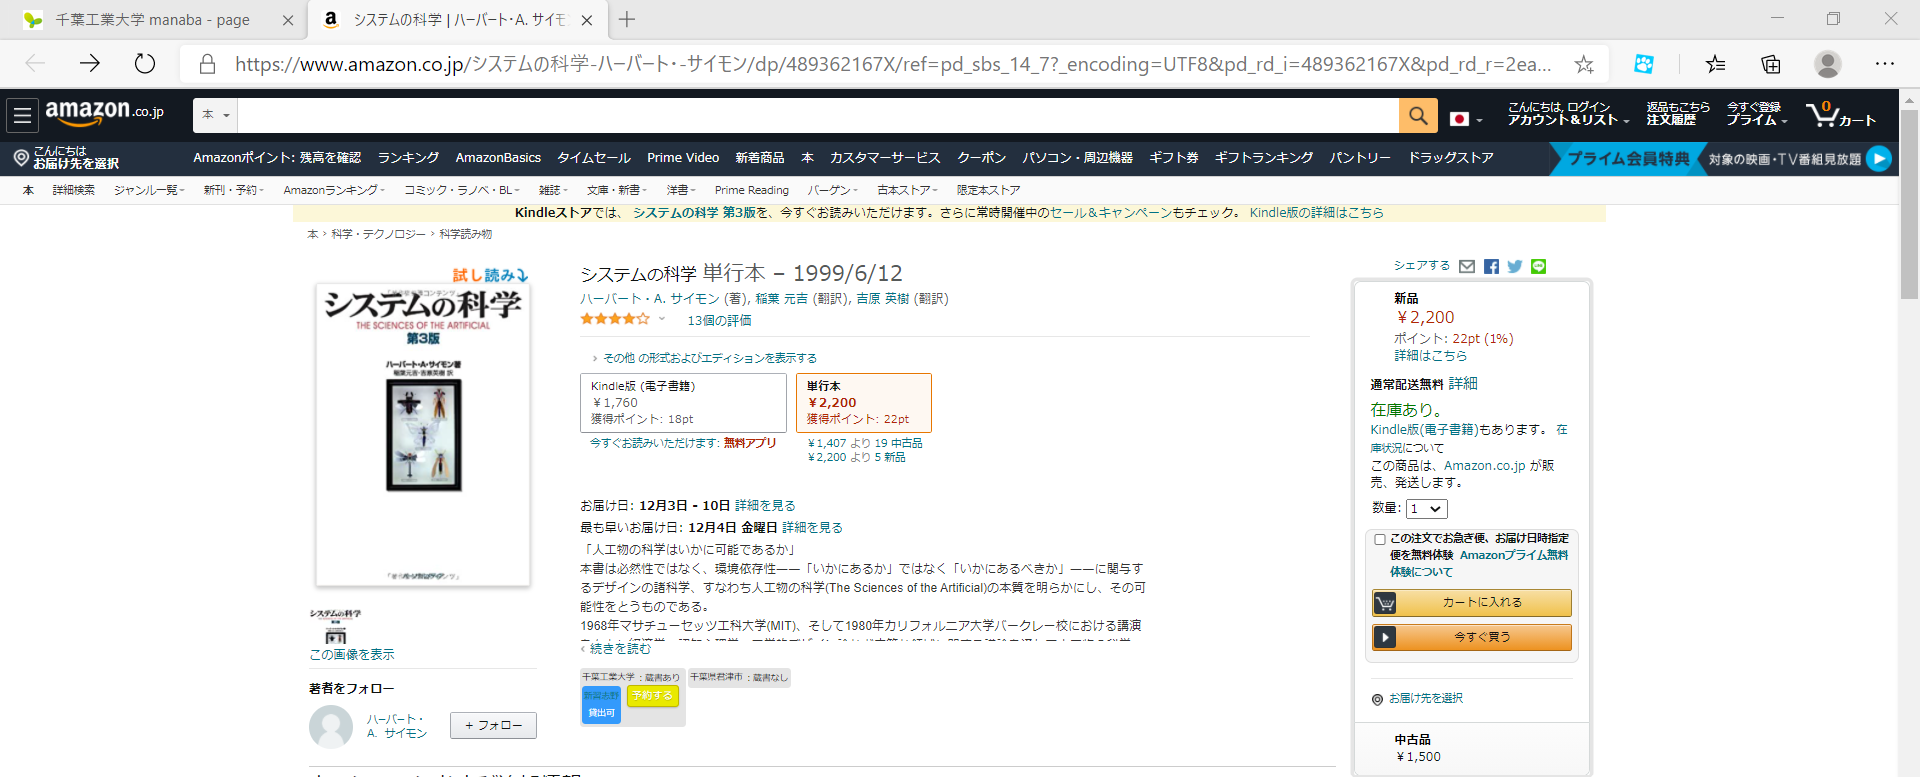 千葉工業大学 manaba - page
システムの科学 | ハーバート・A. サイモ
https://www.amazon.co.jp/システムの科学-ハーバート・-サイモン/dp/489362167X/ref=pd_sbs_14_7?_encoding=UTF8&pd_rd_i=489362167X&pd_rd_r=2ea...
amazon.co.jp
本
こんにちは, ログイン
アカウント&リスト
返品もこちら
注文履歴
今すぐ登録
プライム
0
カート
こんにちは
お届け先を選択
Amazonポイント: 残高を確認 ランキング AmazonBasics タイムセール Prime Video 新着商品 本 カスタマーサービス クーポン パソコン・周辺機器 ギフト券 ギフトランキング パントリー ドラッグストア
プライム会員特典 対象の映画・TV番組見放題
本 詳細検索 ジャンル一覧 新刊・予約 Amazonランキング コミック・ラノベ・BL 雑誌 文庫・新書 洋書 Prime Reading バーゲン 古本ストア 限定本ストア
Kindleストアでは、 システムの科学 第3版を、今すぐお読みいただけます。さらに常時開催中のセール&キャンペーンもチェック。 Kindle版の詳細はこちら
本 › 科学・テクノロジー › 科学読み物
試し読み
システムの科学
THE SCIENCES OF THE ARTIFICIAL
第3版
ハーバート・A・サイモン著
稲葉元吉・吉原英樹 訳
システムの科学
この画像を表示
著者をフォロー
ハーバート・
A. サイモン
+ フォロー
システムの科学 単行本 – 1999/6/12
ハーバート・A. サイモン (著), 稲葉 元吉 (翻訳), 吉原 英樹 (翻訳)
13個の評価
› その他 の形式およびエディションを表示する
Kindle版 (電子書籍)
￥1,760
獲得ポイント: 18pt
今すぐお読みいただけます: 無料アプリ
単行本
￥2,200
獲得ポイント: 22pt
￥1,407 より 19 中古品
￥2,200 より 5 新品
お届け日: 12月3日 - 10日 詳細を見る
最も早いお届け日: 12月4日 金曜日 詳細を見る
「人工物の科学はいかに可能であるか」
本書は必然性ではなく、環境依存性――「いかにあるか」ではなく「いかにあるべきか」――に関与す
るデザインの諸科学、すなわち人工物の科学(The Sciences of the Artificial)の本質を明らかにし、その可
能性をとうものである。
1968年マサチューセッツ工科大学(MIT)、そして1980年カリフォルニア大学バークレー校における講演
‹ 続きを読む
千葉工業大学 : 蔵書あり
新習志野
貸出可
予約する
千葉県君津市 : 蔵書なし
シェアする
新品
￥2,200
ポイント: 22pt (1%)
詳細はこちら
通常配送無料 詳細
在庫あり。
Kindle版(電子書籍)もあります。 在
庫状況について
この商品は、Amazon.co.jp が販
売、発送します。
数量: 1
この注文でお急ぎ便、お届け日時指定
便を無料体験 Amazonプライム無料
体験について
カートに入れる
今すぐ買う
お届け先を選択
中古品
￥1,500